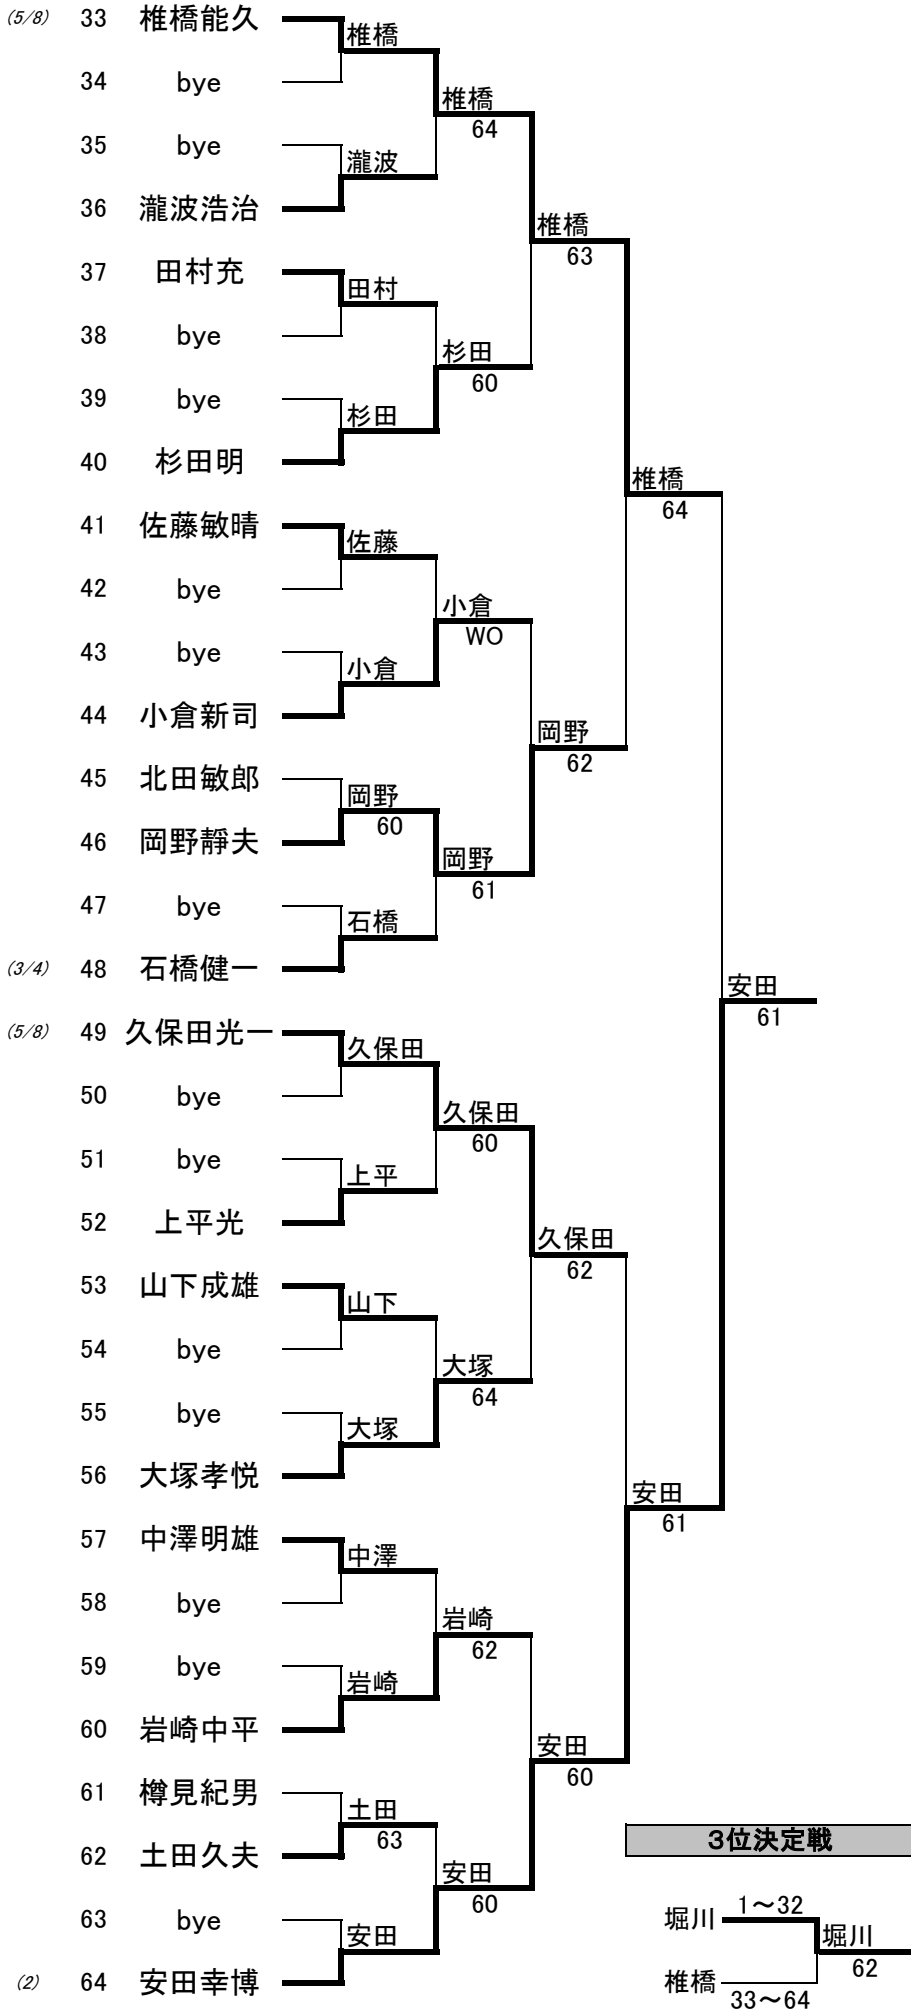 (5/8) 33 椎橋能久
椎橋
34 bye
椎橋
64
35 bye
瀧波
36 瀧波浩治
椎橋
63
37 田村充
田村
38 bye
杉田
60
39 bye
杉田
40 杉田明
椎橋
64
41 佐藤敏晴
佐藤
42 bye
小倉
WO
43 bye
小倉
44 小倉新司
岡野
62
45 北田敏郎
岡野
60
46 岡野靜夫
岡野
61
47 bye
石橋
(3/4) 48 石橋健一
安田
61
(5/8) 49 久保田光一
久保田
50 bye
久保田
60
51 bye
上平
52 上平光
久保田
62
53 山下成雄
山下
54 bye
大塚
64
55 bye
大塚
56 大塚孝悦
安田
61
57 中澤明雄
中澤
58 bye
岩崎
62
59 bye
岩崎
60 岩崎中平
安田
60
61 樽見紀男
土田
63
62 土田久夫
安田
60
63 bye
安田
(2) 64 安田幸博
3位決定戦
堀川 1～32
堀川
62
椎橋
33～64